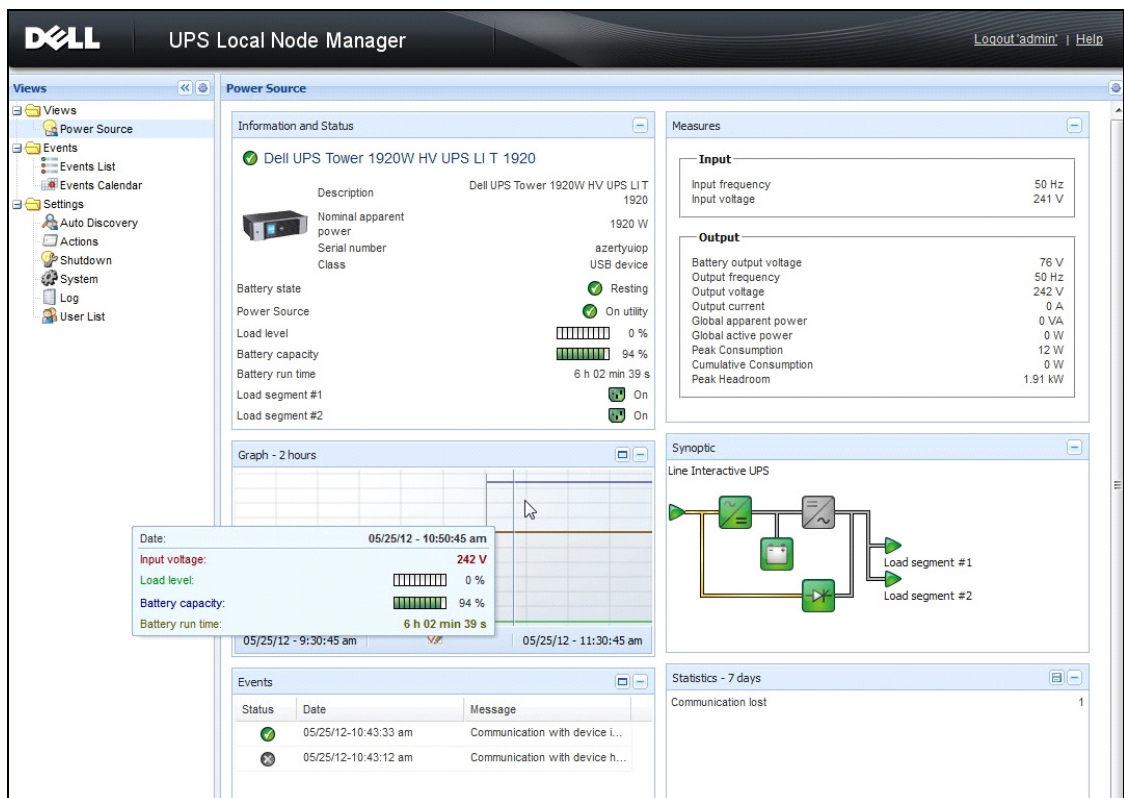 DELL
UPS Local Node Manager
Logout 'admin' | Help
Views
Views
Power Source
Events
Events List
Events Calendar
Settings
Auto Discovery
Actions
Shutdown
System
Log
User List
Power Source
Information and Status
Dell UPS Tower 1920W HV UPS LI T 1920
Description Dell UPS Tower 1920W HV UPS LI T
1920
Nominal apparent
power 1920 W
Serial number azertyuiop
Class USB device
Battery state Resting
Power Source On utility
Load level 0 %
Battery capacity 94 %
Battery run time 6 h 02 min 39 s
Load segment #1 On
Load segment #2 On
Graph - 2 hours
Date: 05/25/12 - 10:50:45 am
Input voltage: 242 V
Load level: 0 %
Battery capacity: 94 %
Battery run time: 6 h 02 min 39 s
05/25/12 - 9:30:45 am 05/25/12 - 11:30:45 am
Events
Status Date Message
05/25/12-10:43:33 am Communication with device i...
05/25/12-10:43:12 am Communication with device h...
Measures
Input
Input frequency 50 Hz
Input voltage 241 V
Output
Battery output voltage 76 V
Output frequency 50 Hz
Output voltage 242 V
Output current 0 A
Global apparent power 0 VA
Global active power 0 W
Peak Consumption 12 W
Cumulative Consumption 0 W
Peak Headroom 1.91 kW
Synoptic
Line Interactive UPS
Load segment #1
Load segment #2
Statistics - 7 days
Communication lost 1